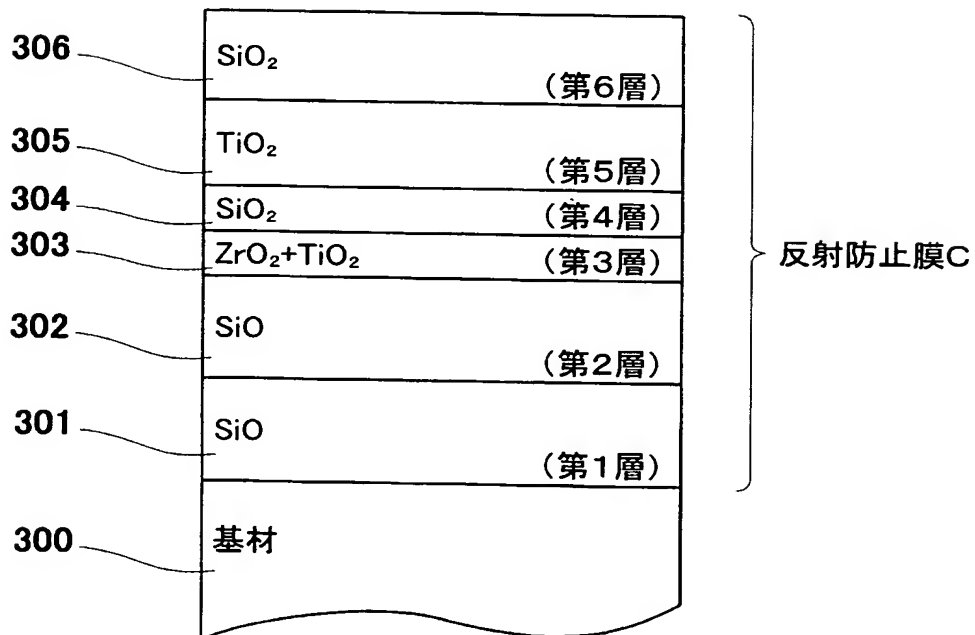 306 SiO₂
(第6層)
305 TiO₂
(第5層)
304 SiO₂ (第4層)
303 ZrO₂+TiO₂ (第3層)
反射防止膜C
302 SiO
(第2層)
301 SiO
(第1層)
300 基材